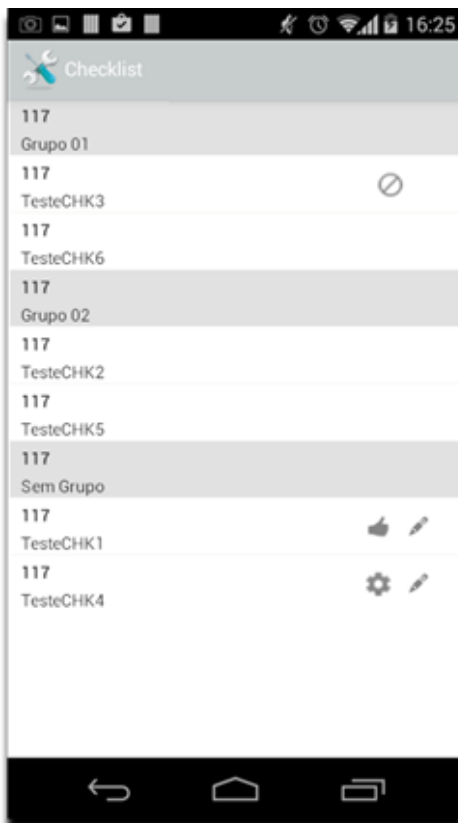 16:25
Checklist
117
Grupo 01
117
TesteCHK3
117
TesteCHK6
117
Grupo 02
117
TesteCHK2
117
TesteCHK5
117
Sem Grupo
117
TesteCHK1
117
TesteCHK4